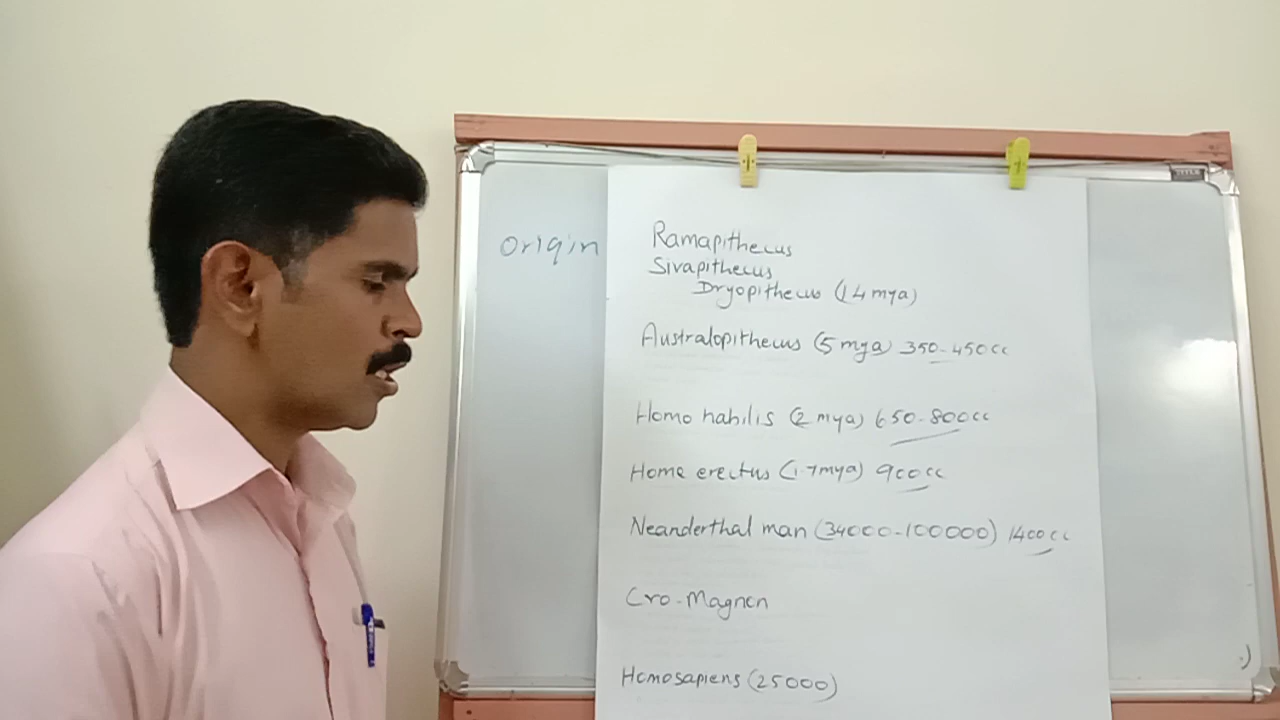 Origin
Ramapithecus
Sivapithecus
Dryopithecus (14 mya)
Australopithecus (5 mya) 350-450cc
Homo habilis (2 mya) 650-800cc
Home erectus (1.7mya) 900cc
Neanderthal man (34000-100000) 1400cc
Cro-Magnon
Homosapiens (25000)